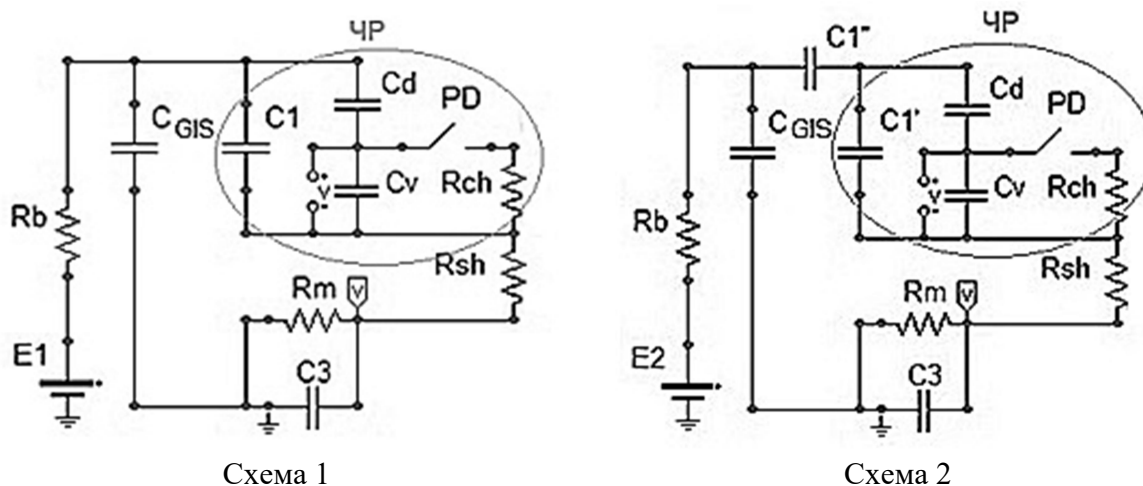 ЧР
Cd
PD
C GIS
C1
Cv
Rch
Rb
Rsh
Rm
V
E1
C3
Схема 1
ЧР
C1"
Cd
PD
C GIS
C1'
Cv
Rch
Rb
Rsh
Rm
V
E2
C3
Схема 2